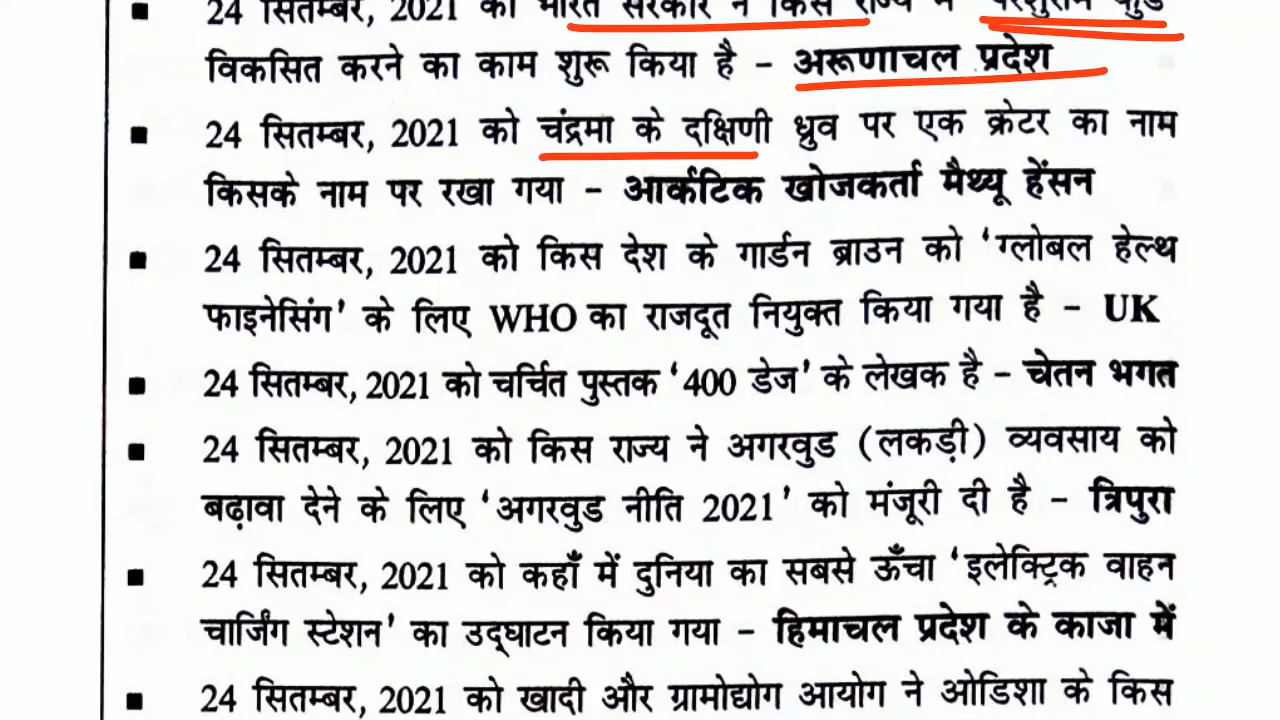 24 सितम्बर, 2021 को भारत सरकार ने किस राज्य में परशुराम कुंड
विकसित करने का काम शुरू किया है – अरूणाचल प्रदेश
▪ 24 सितम्बर, 2021 को चंद्रमा के दक्षिणी ध्रुव पर एक क्रेटर का नाम
किसके नाम पर रखा गया – आर्कटिक खोजकर्ता मैथ्यू हेंसन
▪ 24 सितम्बर, 2021 को किस देश के गार्डन ब्राउन को ‘ग्लोबल हेल्थ
फाइनेसिंग’ के लिए WHO का राजदूत नियुक्त किया गया है – UK
▪ 24 सितम्बर, 2021 को चर्चित पुस्तक ‘400 डेज’ के लेखक है – चेतन भगत
▪ 24 सितम्बर, 2021 को किस राज्य ने अगरवुड (लकड़ी) व्यवसाय को
बढ़ावा देने के लिए ‘अगरवुड नीति 2021’ को मंजूरी दी है – त्रिपुरा
▪ 24 सितम्बर, 2021 को कहाँ में दुनिया का सबसे ऊँचा ‘इलेक्ट्रिक वाहन
चार्जिंग स्टेशन’ का उद्घाटन किया गया – हिमाचल प्रदेश के काजा में
▪ 24 सितम्बर, 2021 को खादी और ग्रामोद्योग आयोग ने ओडिशा के किस